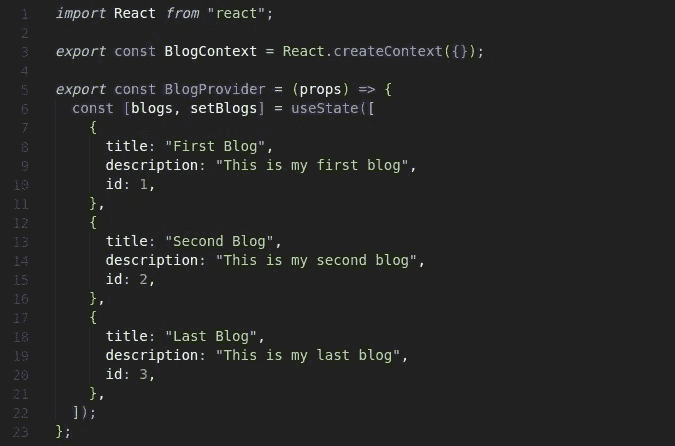 1 import React from "react";
2
3 export const BlogContext = React.createContext({});
4
5 export const BlogProvider = (props) => {
6   const [blogs, setBlogs] = useState([
7     {
8       title: "First Blog",
9       description: "This is my first blog",
10       id: 1,
11     },
12     {
13       title: "Second Blog",
14       description: "This is my second blog",
15       id: 2,
16     },
17     {
18       title: "Last Blog",
19       description: "This is my last blog",
20       id: 3,
21     },
22   ]);
23 };